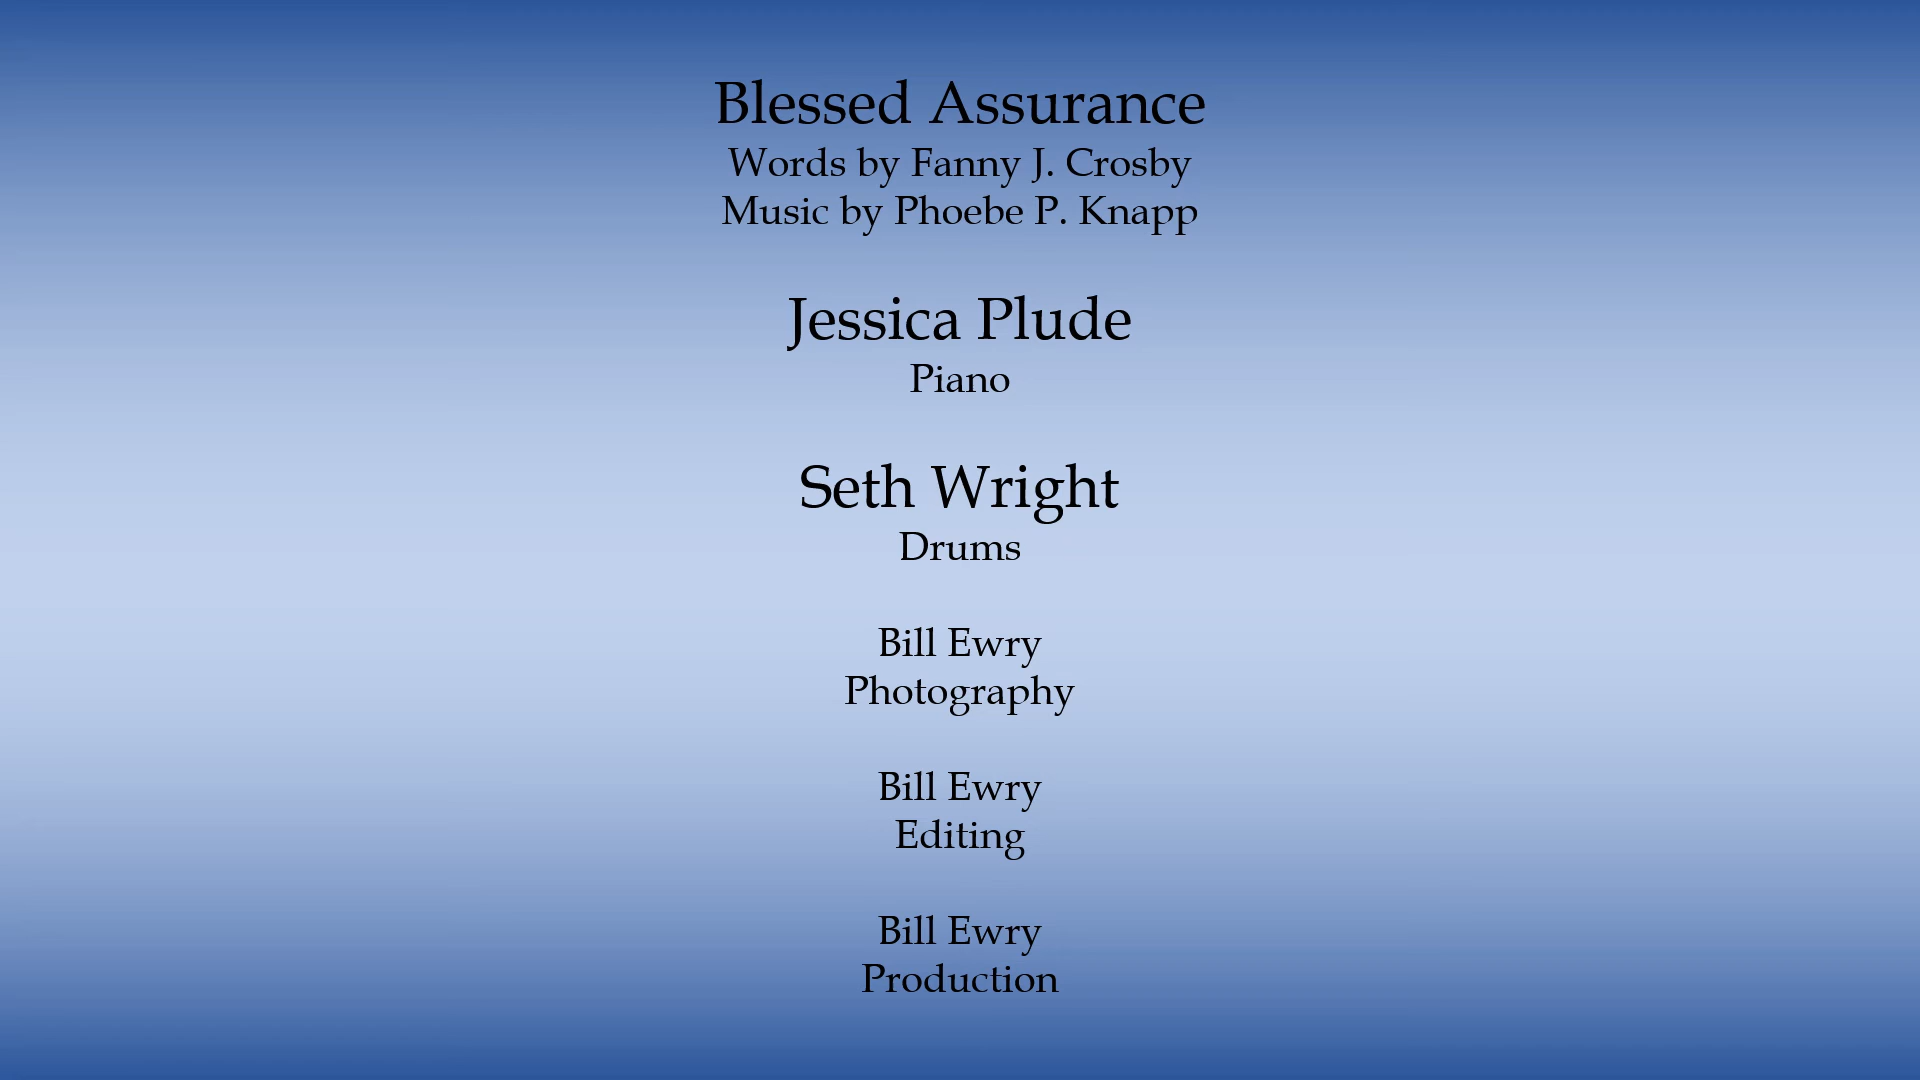 Blessed Assurance
Words by Fanny J. Crosby
Music by Phoebe P. Knapp
Jessica Plude
Piano
Seth Wright
Drums
Bill Ewry
Photography
Bill Ewry
Editing
Bill Ewry
Production